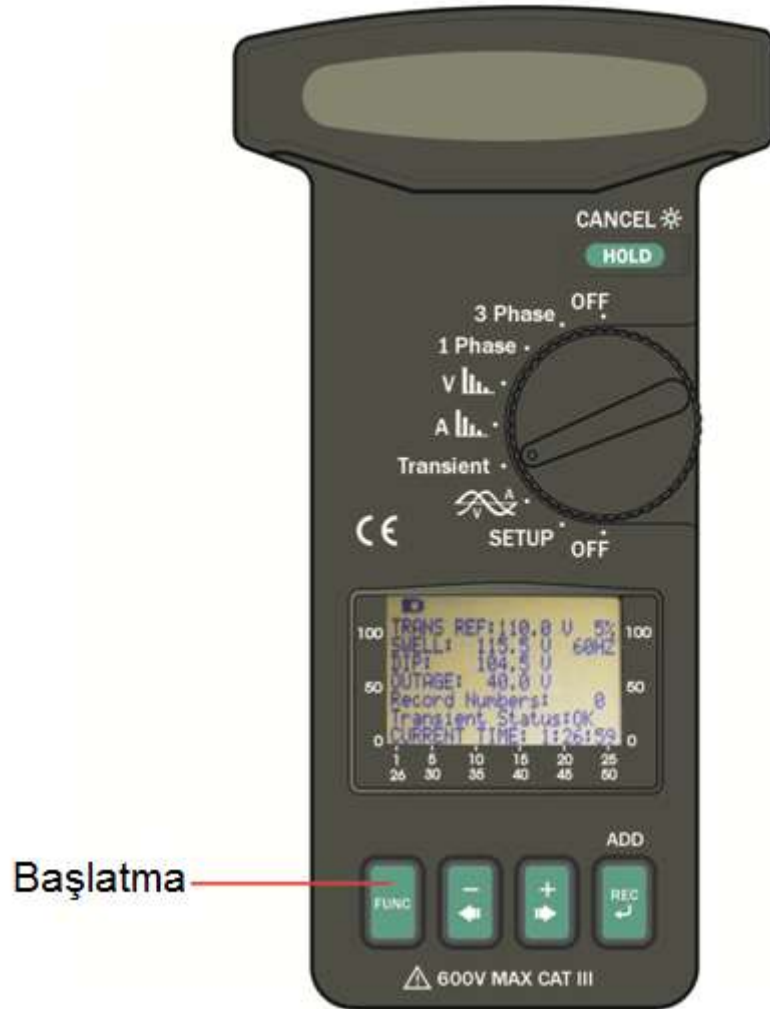 CANCEL
HOLD
OFF
3 Phase
1 Phase
V
A
Transient
A
V
SETUP
OFF
CE
100
50
0
TRANS REF:110.0 V 5%
SWELL: 115.5 V 60HZ
DIP: 104.5 V
OUTAGE: 40.0 V
Record Numbers: 0
Transient Status:OK
CURRENT TIME: 1:26:59
100
50
0
1 5 10 15 20 25
26 30 35 40 45 50
ADD
Başlatma
FUNC
−
+
REC
600V MAX CAT III